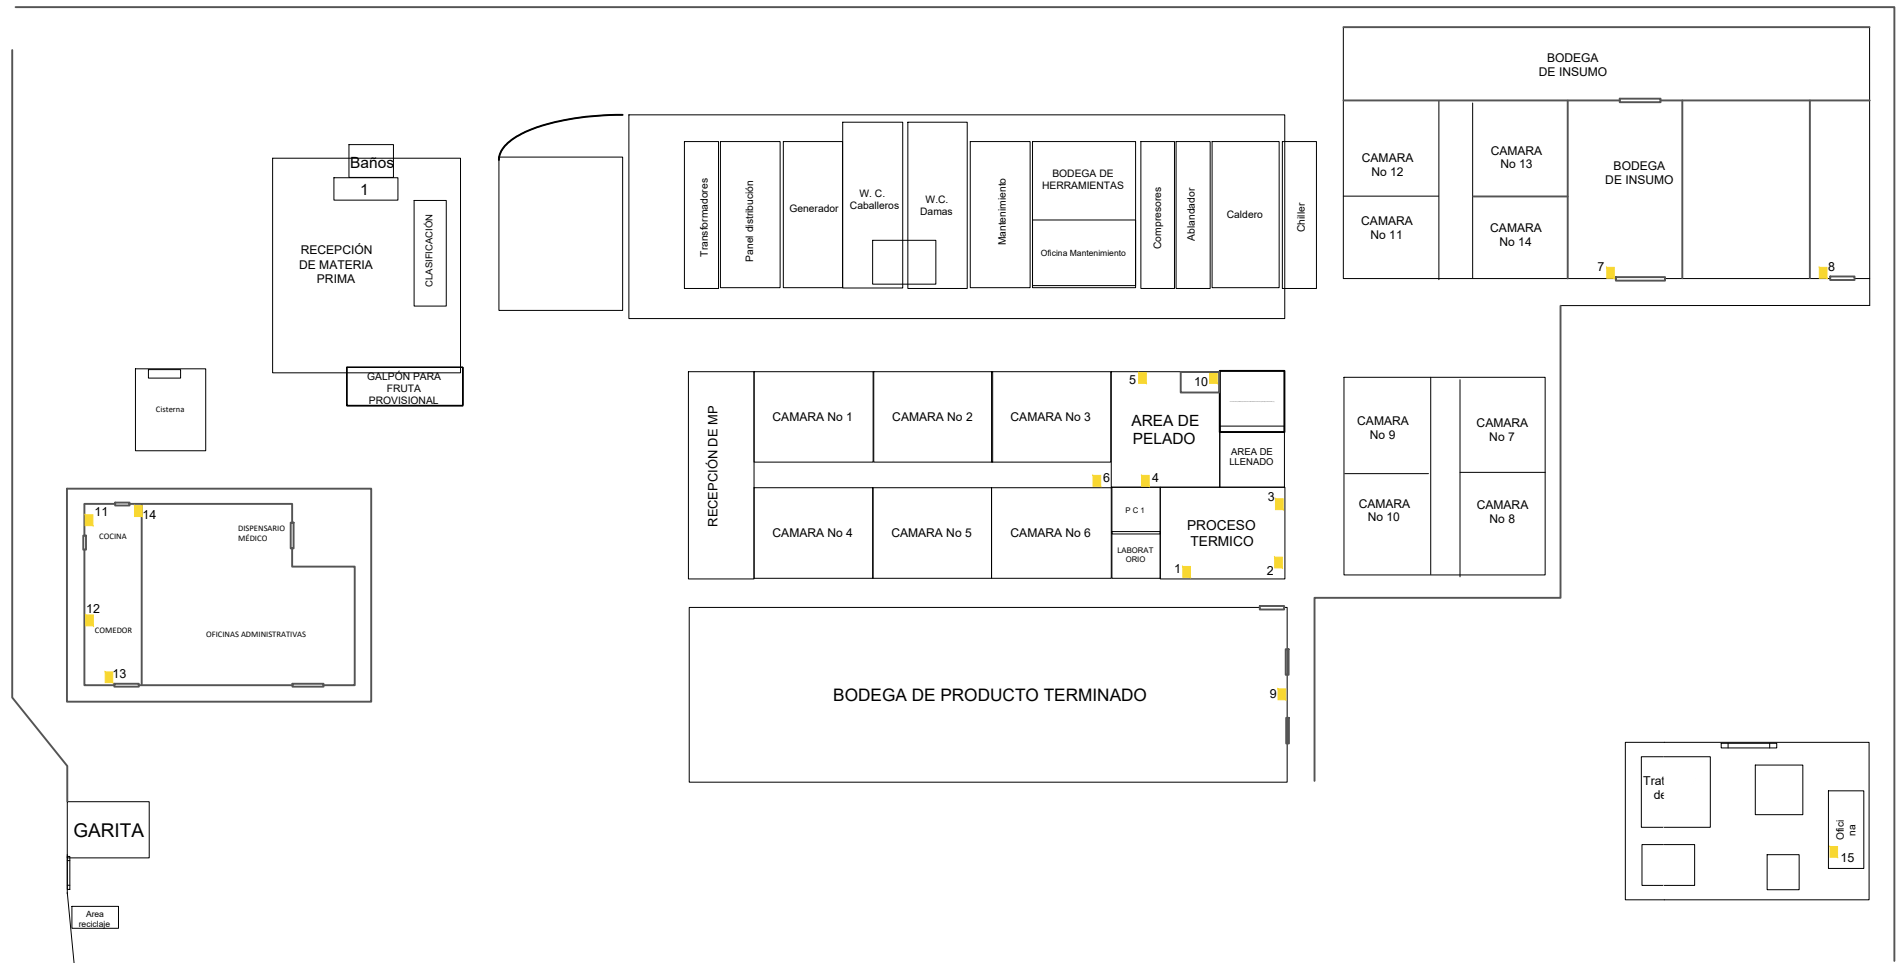 BODEGA
DE INSUMO
CAMARA
No 12
CAMARA
No 13
BODEGA
DE INSUMO
CAMARA
No 11
CAMARA
No 14
7
8
Baños
1
CLASIFICACIÓN
RECEPCIÓN
DE MATERIA
PRIMA
GALPÓN PARA
FRUTA
PROVISIONAL
Transformadores
Panel distribución
Generador
W. C.
Caballeros
W.C.
Damas
Mantenimiento
BODEGA DE
HERRAMIENTAS
Oficina Mantenimiento
Compresores
Ablandador
Caldero
Chiller
Cisterna
RECEPCIÓN DE MP
CAMARA No 1
CAMARA No 2
CAMARA No 3
5
10
AREA DE
PELADO
AREA DE
LLENADO
6
4
CAMARA No 4
CAMARA No 5
CAMARA No 6
P C 1
LABORAT
ORIO
3
PROCESO
TERMICO
1
2
CAMARA
No 9
CAMARA
No 7
CAMARA
No 10
CAMARA
No 8
11
14
COCINA
DISPENSARIO
MÉDICO
12
COMEDOR
OFICINAS ADMINISTRATIVAS
13
BODEGA DE PRODUCTO TERMINADO
9
GARITA
Area
reciclaje
Trat
de
Ofici
na
15